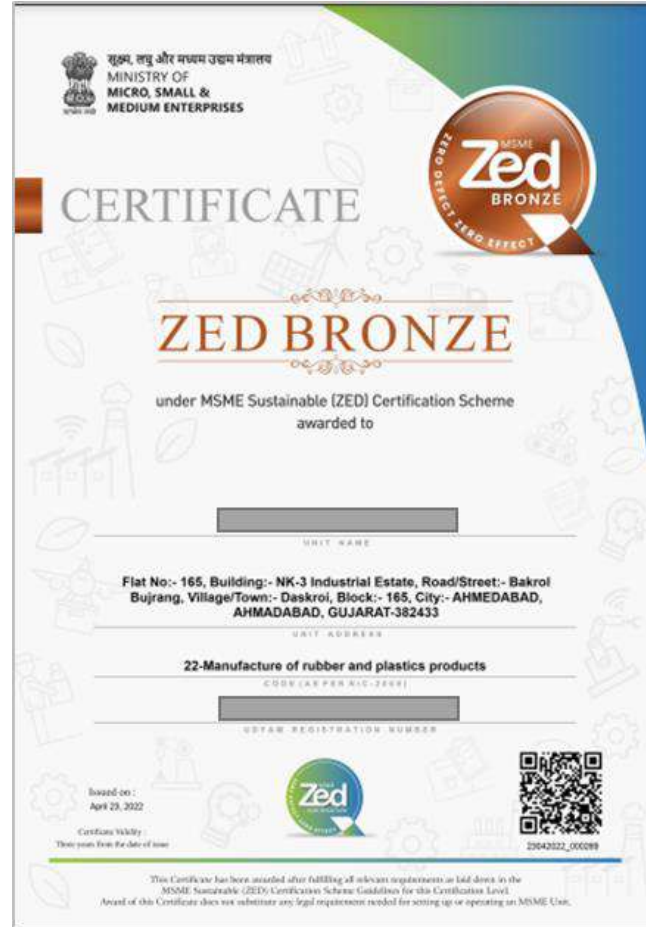 सूक्ष्म, लघु और मध्यम उद्यम मंत्रालय
MINISTRY OF
MICRO, SMALL &
MEDIUM ENTERPRISES
MSME
Zed
BRONZE
ZERO DEFECT ZERO EFFECT
CERTIFICATE
ZED BRONZE
under MSME Sustainable (ZED) Certification Scheme
awarded to
UNIT NAME
Flat No:- 165, Building:- NK-3 Industrial Estate, Road/Street:- Bakrol
Bujrang, Village/Town:- Daskroi, Block:- 165, City:- AHMEDABAD,
AHMADABAD, GUJARAT-382433
UNIT ADDRESS
22-Manufacture of rubber and plastics products
CODE (AS PER NIC-2008)
UDYAM REGISTRATION NUMBER
Issued on :
April 23, 2022
Certificate Validity :
Three years from the date of issue
Zed
23042022_000289
This Certificate has been awarded after fulfilling all relevant requirements as laid down in the
MSME Sustainable (ZED) Certification Scheme Guidelines for this Certification Level.
Award of this Certificate does not substitute any legal requirement needed for setting up or operating an MSME Unit.